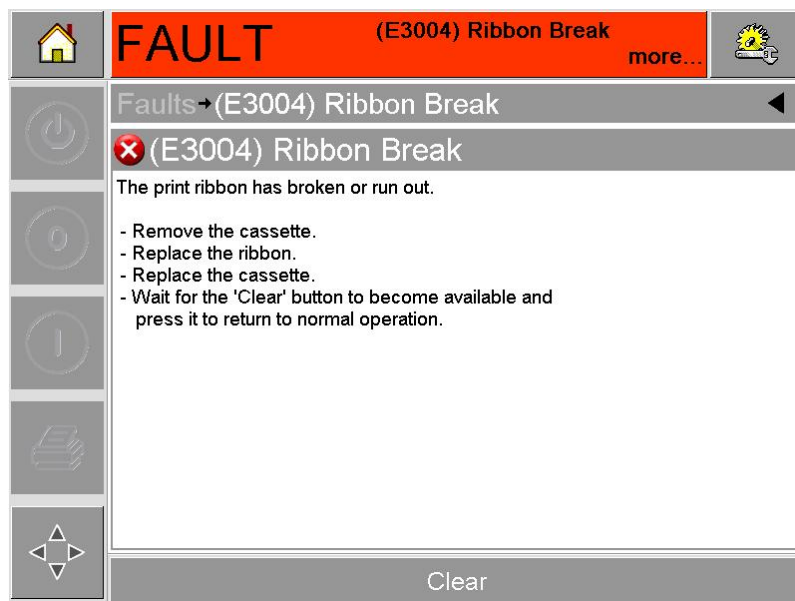 FAULT
(E3004) Ribbon Break
more...
Faults→(E3004) Ribbon Break
(E3004) Ribbon Break
The print ribbon has broken or run out.
- Remove the cassette.
- Replace the ribbon.
- Replace the cassette.
- Wait for the 'Clear' button to become available and
press it to return to normal operation.
Clear